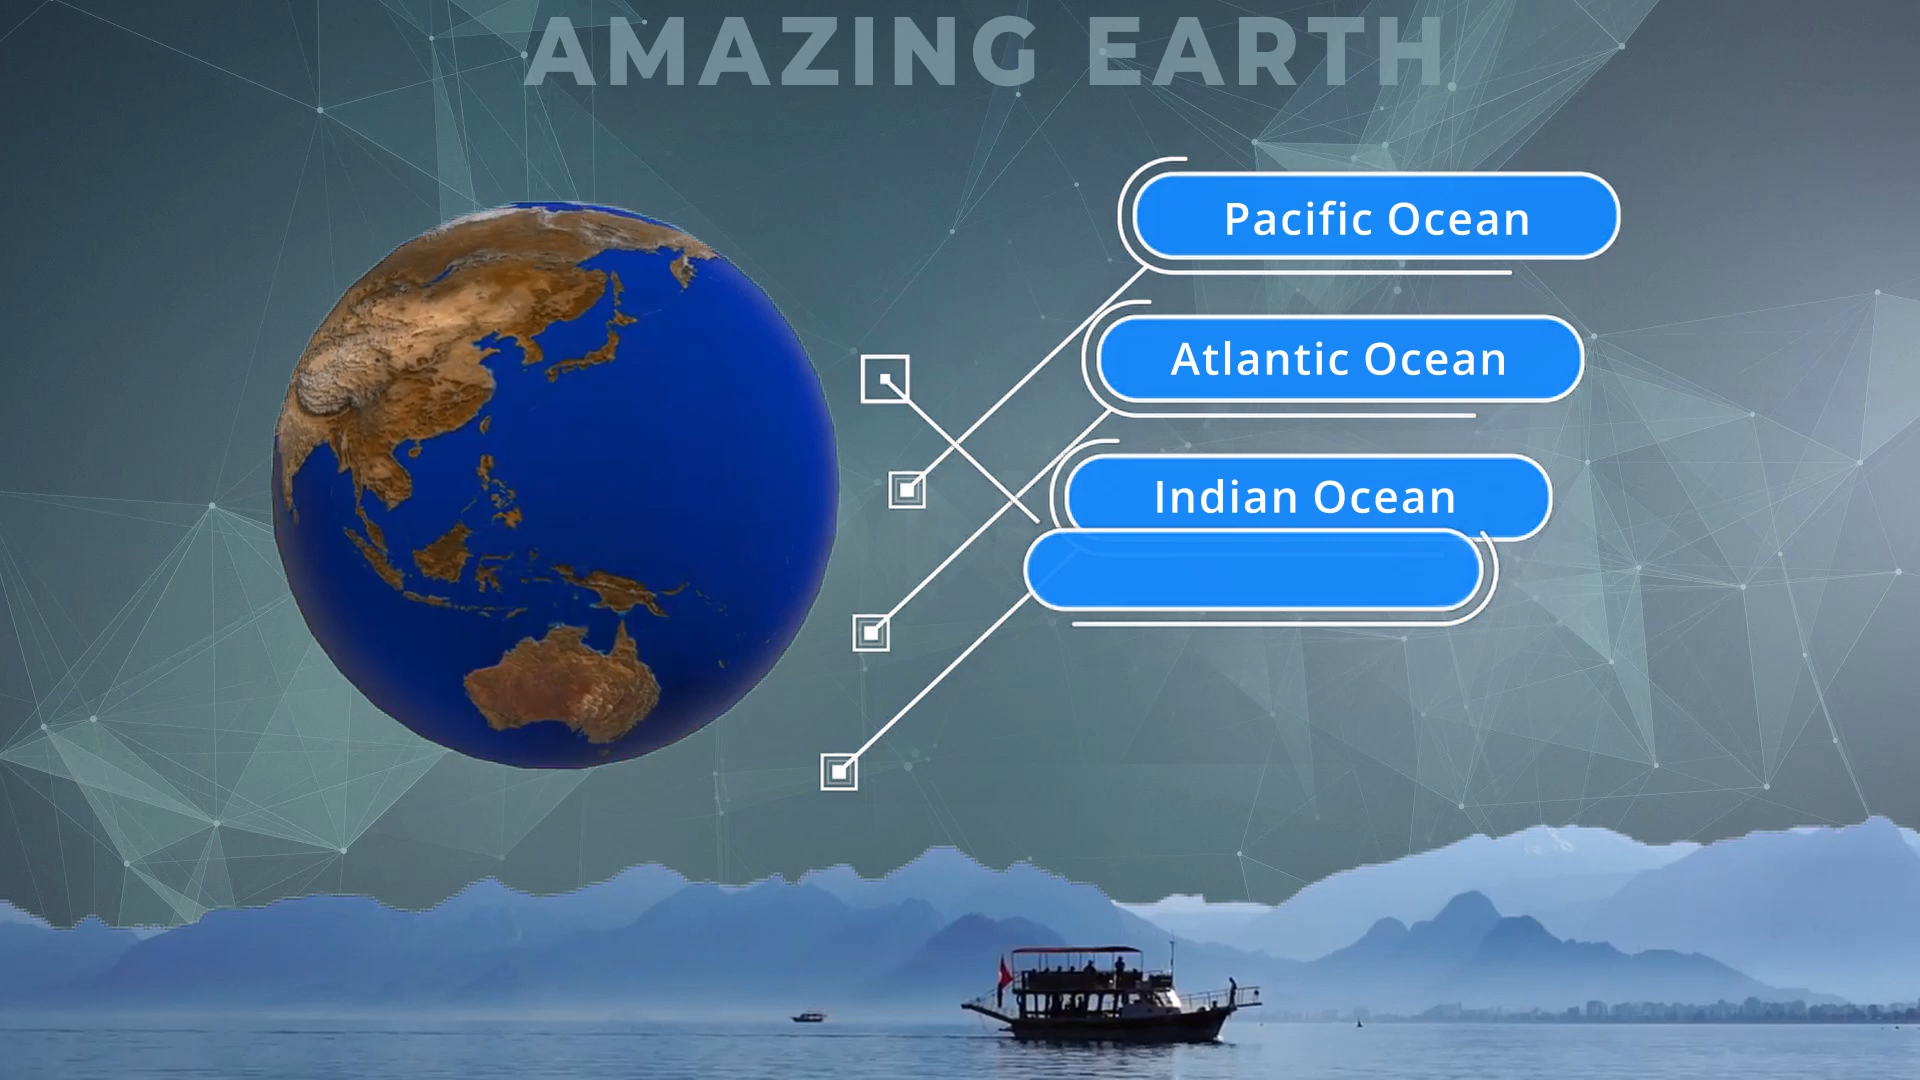 AMAZING EARTH
Pacific Ocean
Atlantic Ocean
Indian Ocean